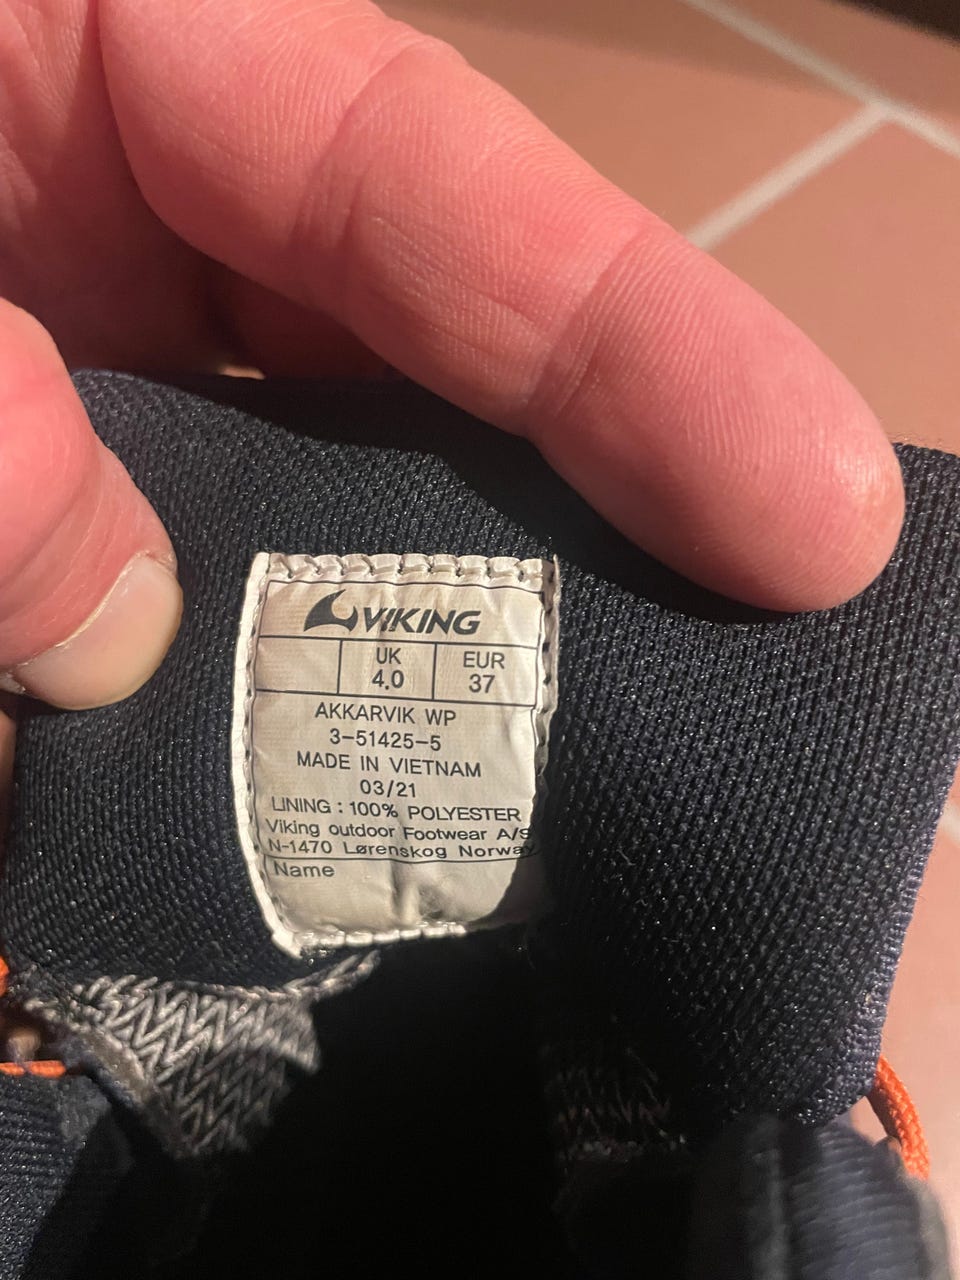 VIKING
UK EUR
4.0 37
AKKARVIK WP
3-51425-5
MADE IN VIETNAM
03/21
LINING : 100% POLYESTER
Viking outdoor Footwear A/S
N-1470 Lørenskog Norway
Name